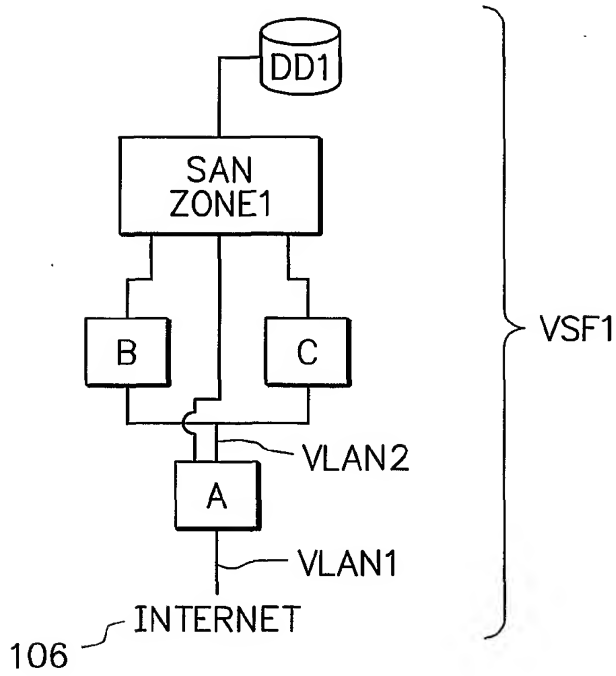 DD1
SAN
ZONE1
B
C
VSF1
VLAN2
A
VLAN1
INTERNET
106